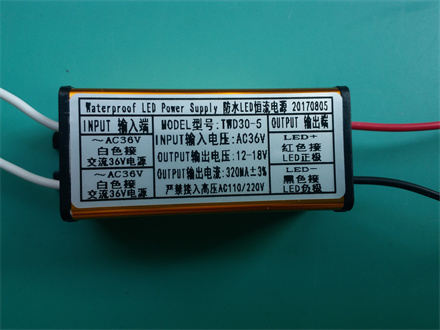 Waterproof LED Power Supply 防水LED恒流电源 20170805
INPUT 输入端
MODEL型号:TWD30-5
OUTPUT 输出端
～AC36V
白色接
交流36V电源
～AC36V
白色接
交流36V电源
INPUT输入电压:AC36V
OUTPUT输出电压:12-18V
OUTPUT输出电流:320MA±3%
严禁接入高压AC110/220V
LED+
红色接
LED正极
LED-
黑色接
LED负极